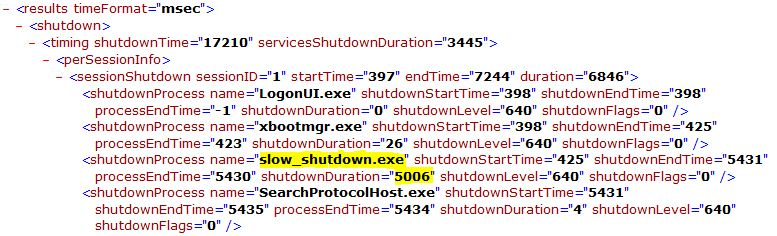 - <results timeFormat="msec">
- <shutdown>
- <timing shutdownTime="17210" servicesShutdownDuration="3445">
- <perSessionInfo>
- <sessionShutdown sessionID="1" startTime="397" endTime="7244" duration="6846">
<shutdownProcess name="LogonUI.exe" shutdownStartTime="398" shutdownEndTime="398"
processEndTime="-1" shutdownDuration="0" shutdownLevel="640" shutdownFlags="0" />
<shutdownProcess name="xbootmgr.exe" shutdownStartTime="398" shutdownEndTime="425"
processEndTime="423" shutdownDuration="26" shutdownLevel="640" shutdownFlags="0" />
<shutdownProcess name="slow_shutdown.exe" shutdownStartTime="425" shutdownEndTime="5431"
processEndTime="5430" shutdownDuration="5006" shutdownLevel="640" shutdownFlags="0" />
<shutdownProcess name="SearchProtocolHost.exe" shutdownStartTime="5431"
shutdownEndTime="5435" processEndTime="5434" shutdownDuration="4" shutdownLevel="640"
shutdownFlags="0" />